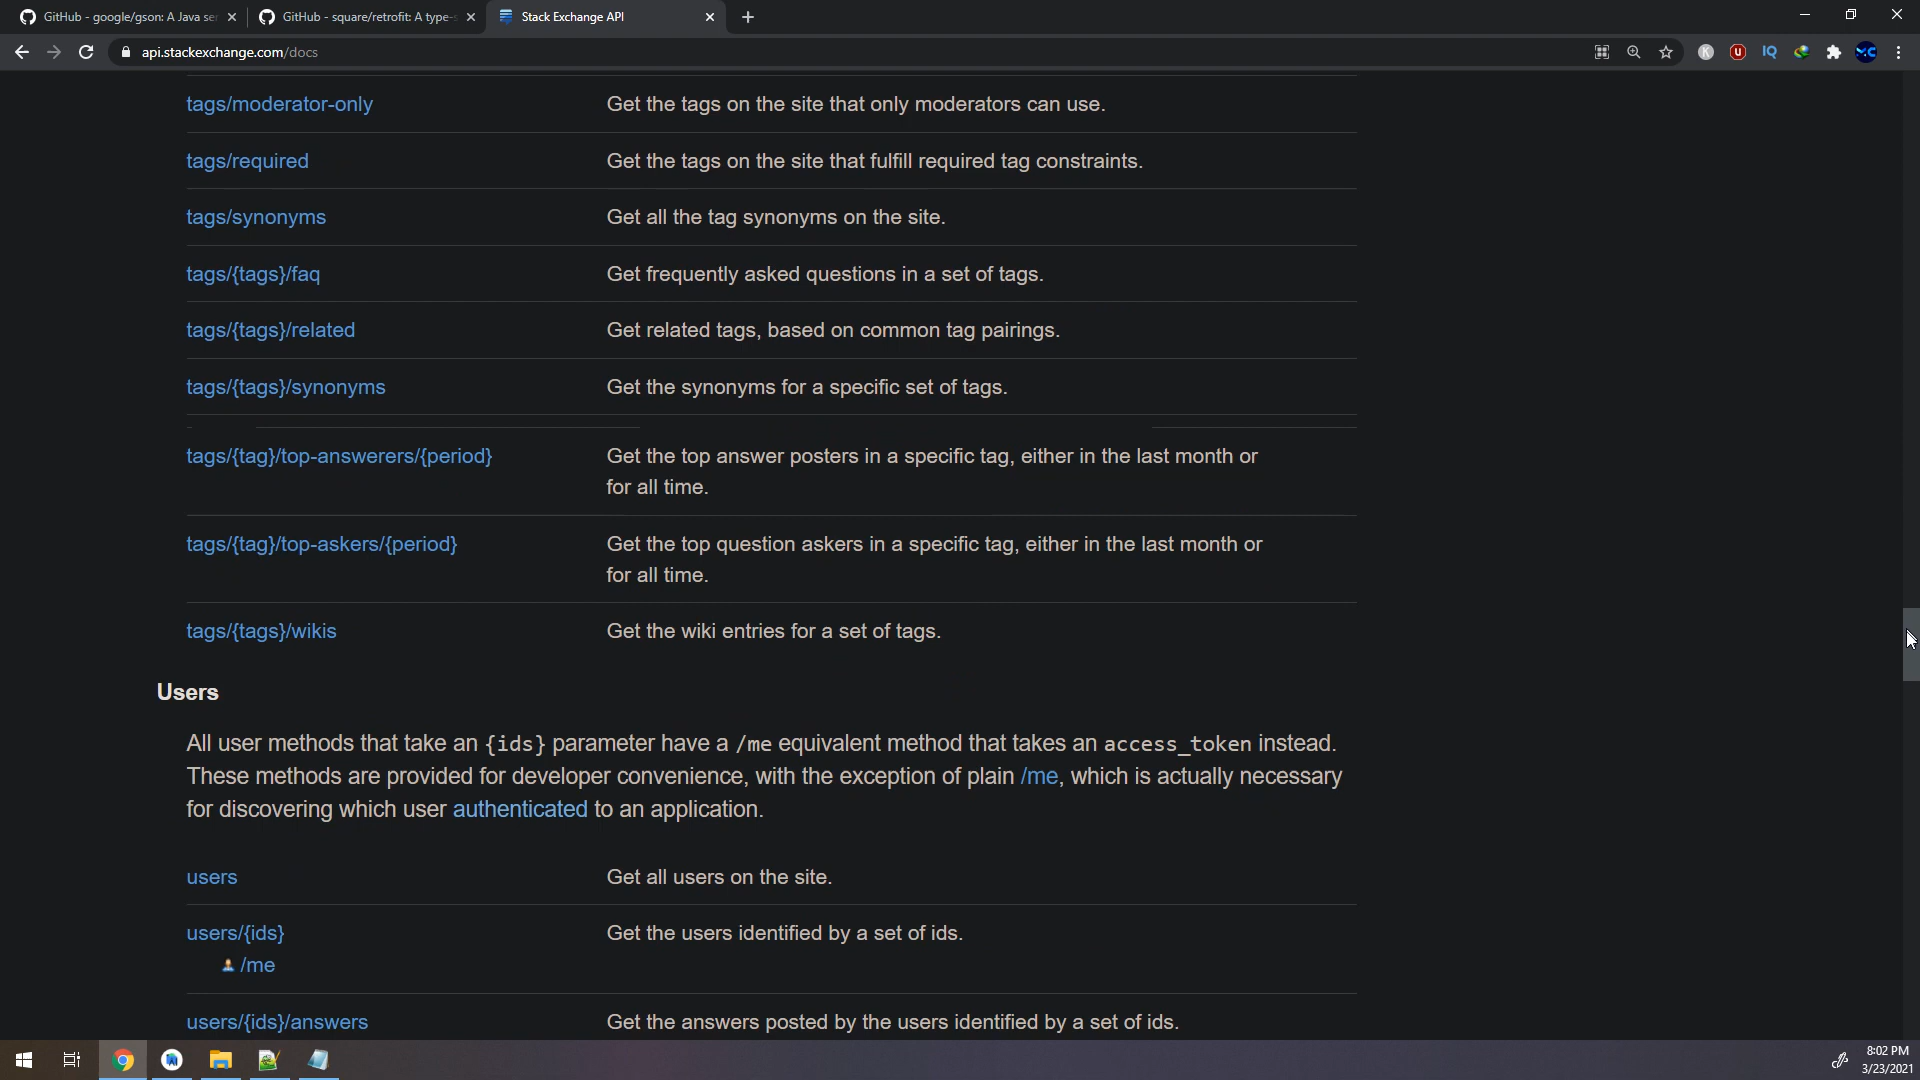 GitHub - google/gson: A Java ser
GitHub - square/retrofit: A type-s
Stack Exchange API
api.stackexchange.com/docs
tags/moderator-only Get the tags on the site that only moderators can use.
tags/required Get the tags on the site that fulfill required tag constraints.
tags/synonyms Get all the tag synonyms on the site.
tags/{tags}/faq Get frequently asked questions in a set of tags.
tags/{tags}/related Get related tags, based on common tag pairings.
tags/{tags}/synonyms Get the synonyms for a specific set of tags.
tags/{tag}/top-answerers/{period} Get the top answer posters in a specific tag, either in the last month or
for all time.
tags/{tag}/top-askers/{period} Get the top question askers in a specific tag, either in the last month or
for all time.
tags/{tags}/wikis Get the wiki entries for a set of tags.
Users
All user methods that take an {ids} parameter have a /me equivalent method that takes an access_token instead.
These methods are provided for developer convenience, with the exception of plain /me, which is actually necessary
for discovering which user authenticated to an application.
users Get all users on the site.
users/{ids} Get the users identified by a set of ids.
/me
users/{ids}/answers Get the answers posted by the users identified by a set of ids.
8:02 PM
3/23/2021